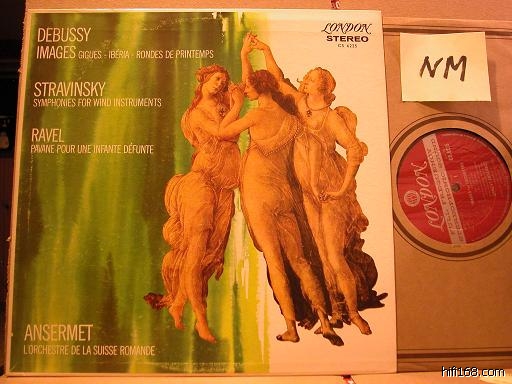 DEBUSSY
IMAGES GIGUES - IBÉRIA - RONDES DE PRINTEMPS
STRAVINSKY
SYMPHONIES FOR WIND INSTRUMENTS
RAVEL
PAVANE POUR UNE INFANTE DÉFUNTE
ANSERMET
L'ORCHESTRE DE LA SUISSE ROMANDE
LONDON
STEREO
CS 6225
NM
LONDON
hifi168.com